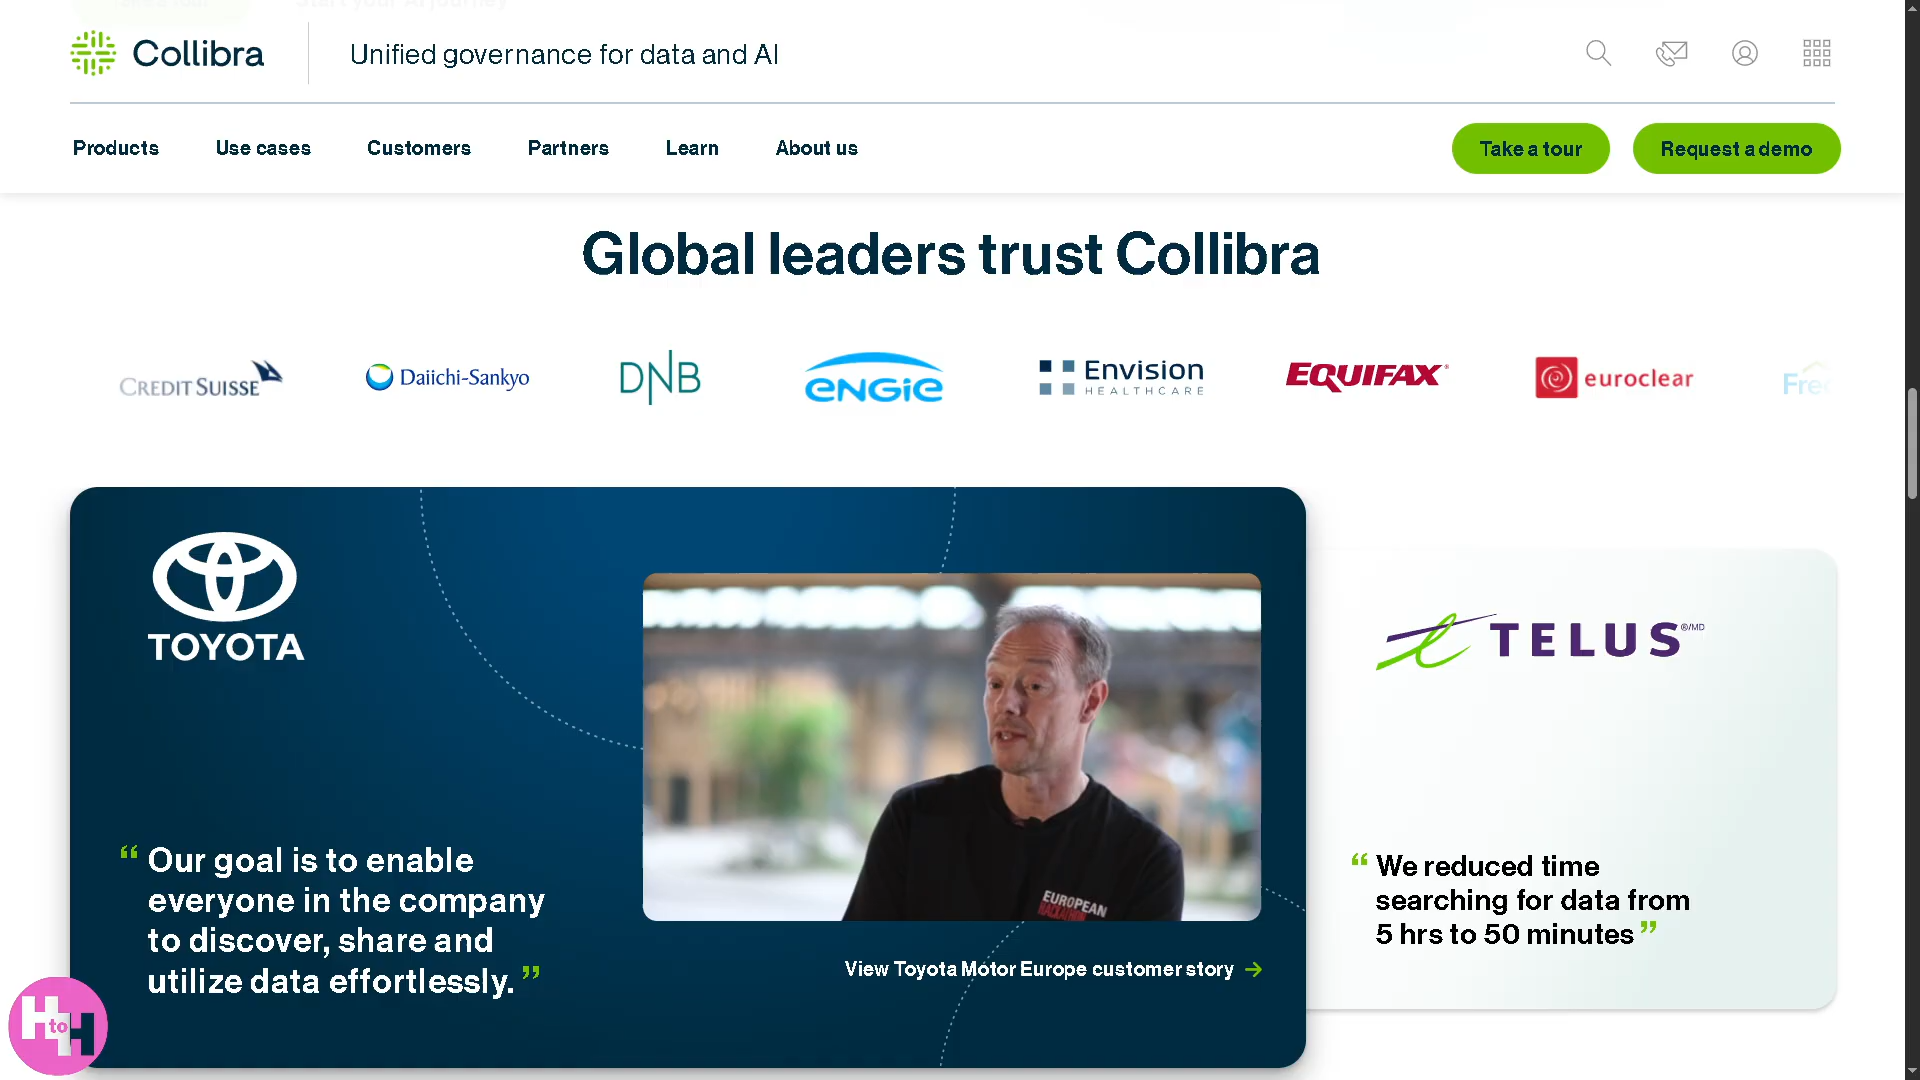 Collibra
Unified governance for data and AI
Products
Use cases
Customers
Partners
Learn
About us
Take a tour
Request a demo
Global leaders trust Collibra
CREDIT SUISSE
Daiichi-Sankyo
DNB
ENGIE
Envision
HEALTHCARE
EQUIFAX®
euroclear
TOYOTA
TELUS®/MD
EUROPEAN
HACKATHON
“ Our goal is to enable
everyone in the company
to discover, share and
utilize data effortlessly. ”
View Toyota Motor Europe customer story →
“ We reduced time
searching for data from
5 hrs to 50 minutes ”
H to H